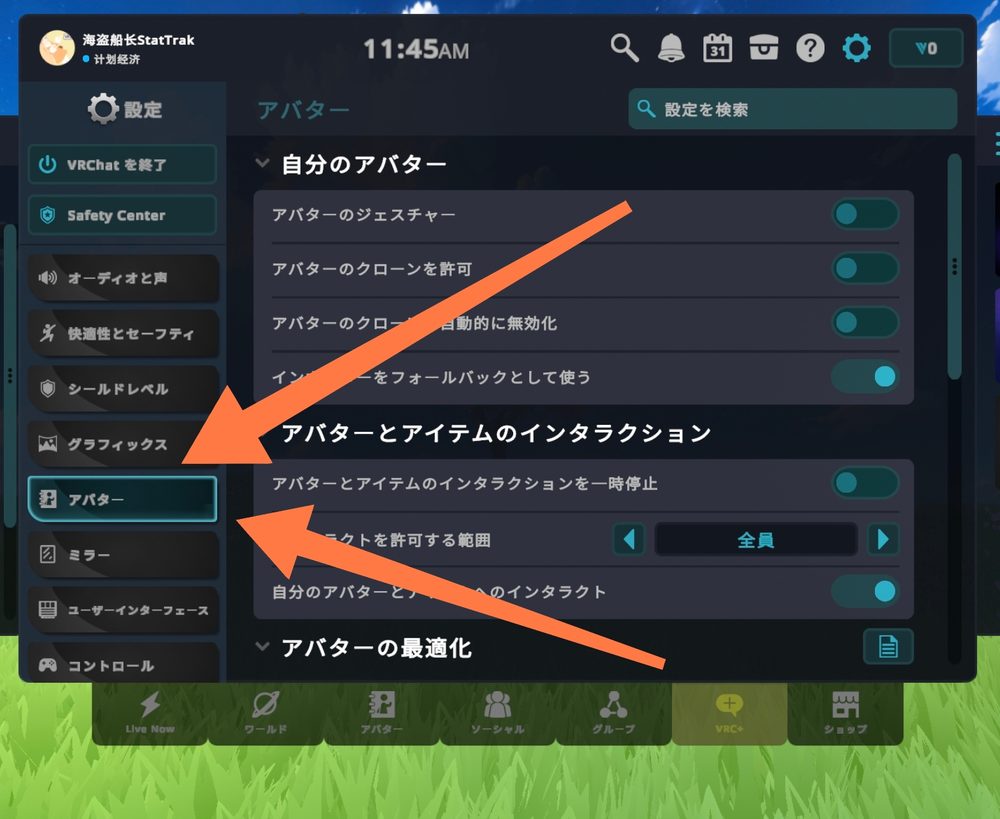 海盗船长StatTrak
计划经济
11:45AM
31
?
V0
設定
アバター
設定を検索
VRChat を終了
Safety Center
オーディオと声
快適性とセーフティ
シールドレベル
グラフィックス
アバター
ミラー
ユーザーインターフェース
コントロール
自分のアバター
アバターのジェスチャー
アバターのクローンを許可
アバターのクロー 自動的に無効化
イン ーをフォールバックとして使う
アバターとアイテムのインタラクション
アバターとアイテムのインタラクションを一時停止
ラクトを許可する範囲
全員
自分のアバターと へのインタラクト
アバターの最適化
Live Now
ワールド
アバター
ソーシャル
グループ
VRC+
ショップ